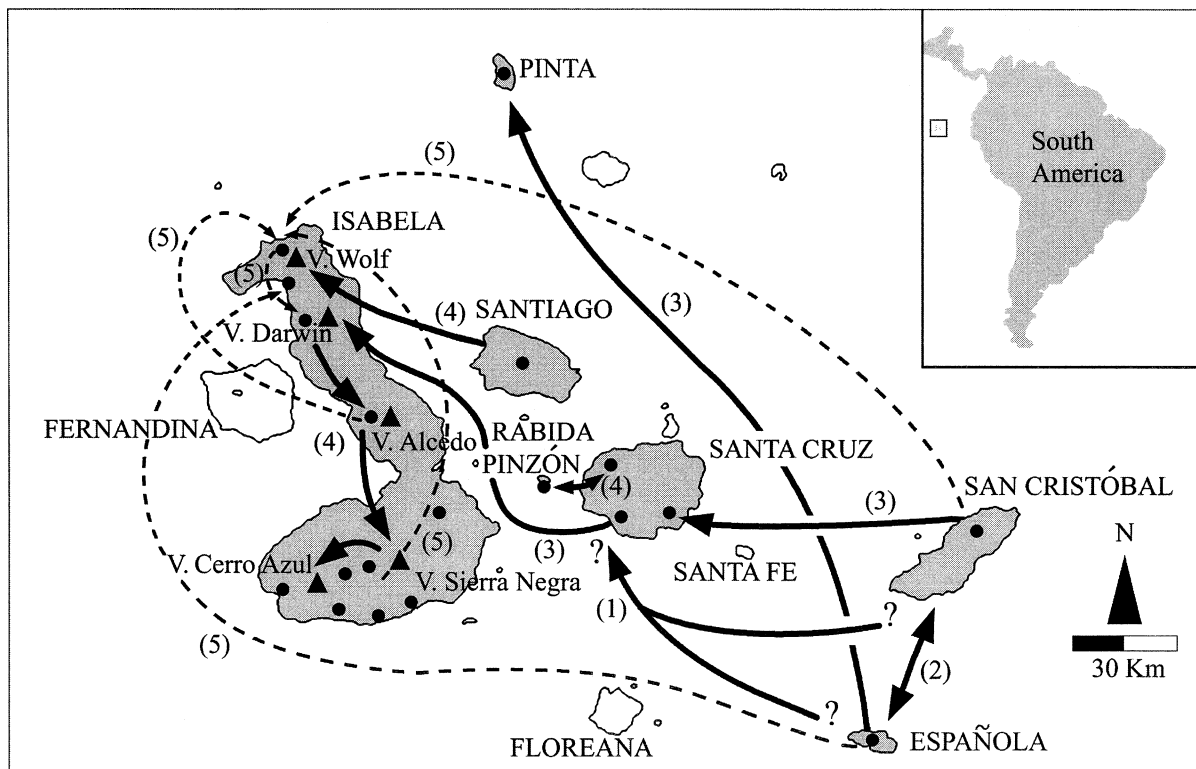 PINTA
South
America
(5)
ISABELA
(5)
V. Wolf
(5)
(3)
(4)
SANTIAGO
V. Darwin
FERNANDINA
(4)
V. Alcedo
RÁBIDA
PINZÓN
SANTA CRUZ
(4)
SAN CRISTÓBAL
(3)
(3)
(5)
?
SANTA FE
N
V. Cerro Azul
V. Sierra Negra
(1)
?
30 Km
(5)
(2)
?
FLOREANA
ESPAÑOLA